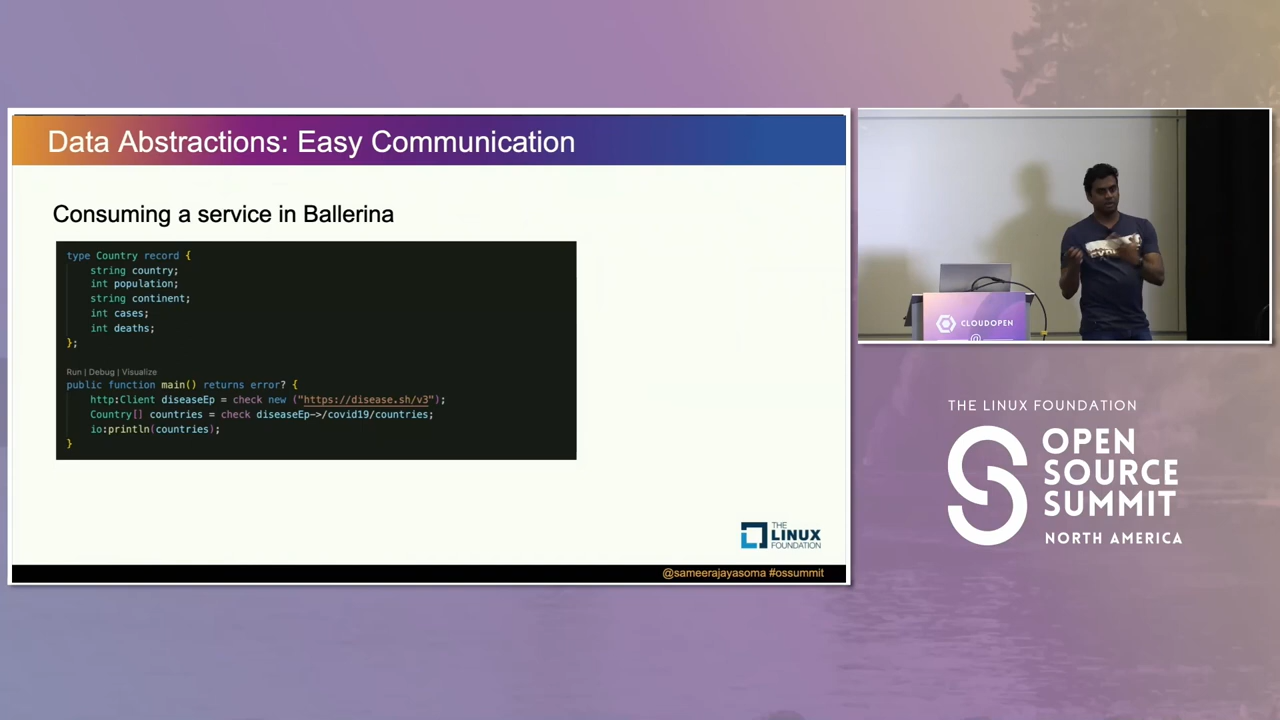 Data Abstractions: Easy Communication
Consuming a service in Ballerina
type Country record {
string country;
int population;
string continent;
int cases;
int deaths;
};
Run | Debug | Visualize
public function main() returns error? {
http:Client diseaseEp = check new ("https://disease.sh/v3");
Country[] countries = check diseaseEp->/covid19/countries;
io:println(countries);
}
THE
LINUX
FOUNDATION
@sameerajayasoma #ossummit
CLOUDOPEN
THE LINUX FOUNDATION
OPEN
SOURCE
SUMMIT
NORTH AMERICA